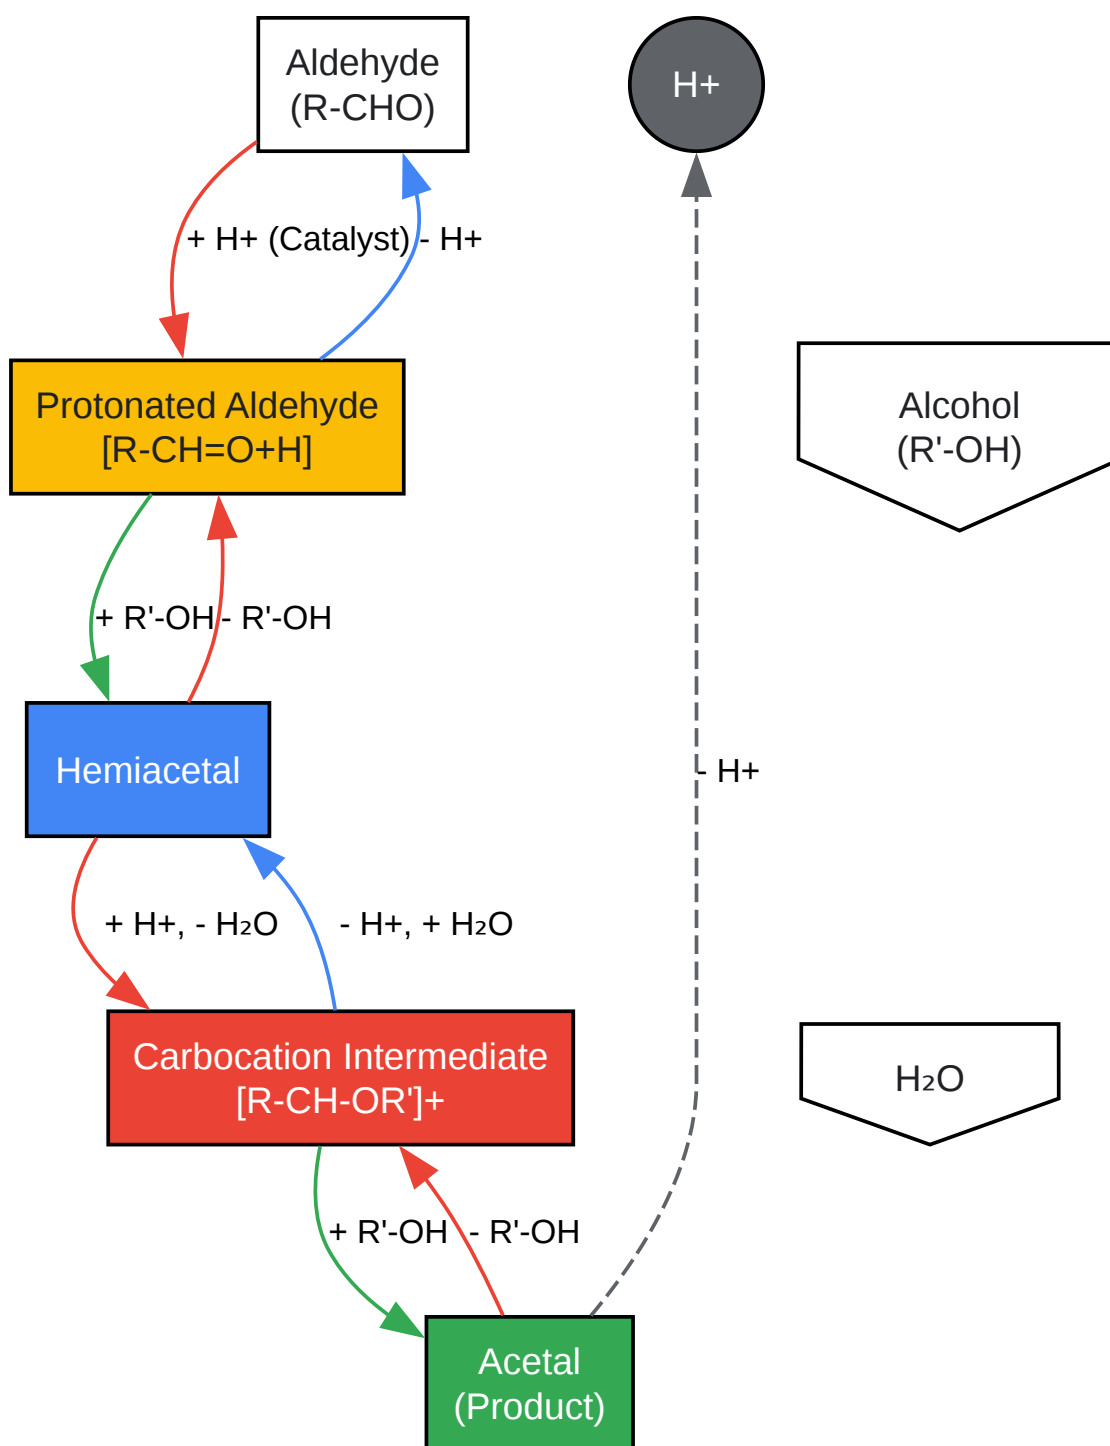 Aldehyde
(R-CHO)
H+
+ H+ (Catalyst)
- H+
Protonated Aldehyde
[R-CH=O+H]
Alcohol
(R'-OH)
+ R'-OH
- R'-OH
Hemiacetal
- H+
+ H+, - H₂O
- H+, + H₂O
Carbocation Intermediate
[R-CH-OR']+
H₂O
+ R'-OH
- R'-OH
Acetal
(Product)